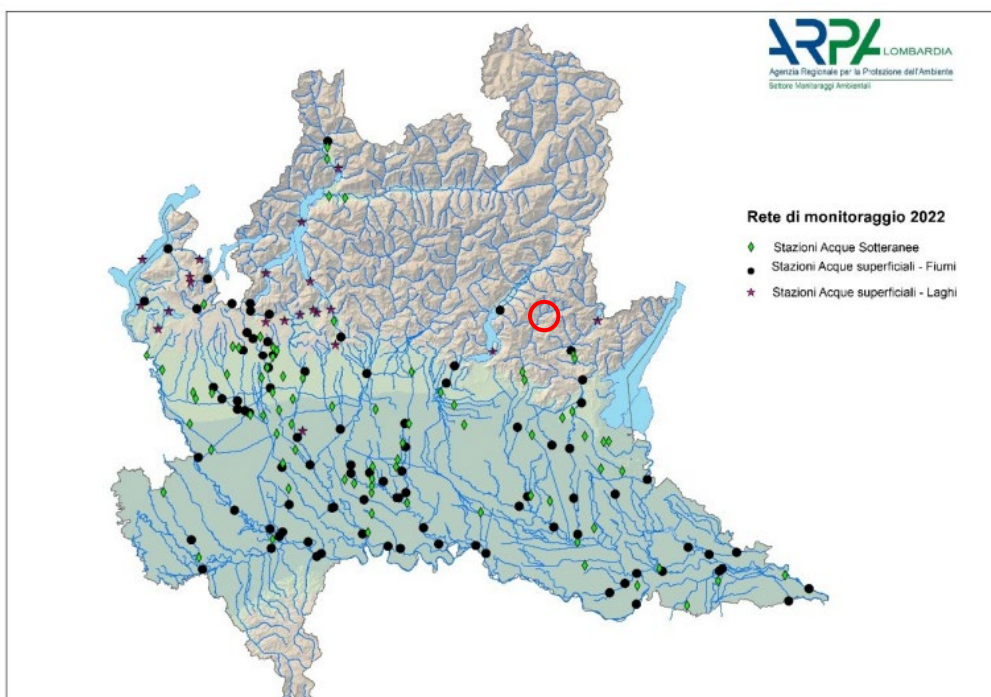 ARPA LOMBARDIA
Agenzia Regionale per la Protezione dell'Ambiente
Settore Monitoraggi Ambientali
Rete di monitoraggio 2022
Stazioni Acque Sotteranee
Stazioni Acque superficiali - Fiumi
Stazioni Acque superficiali - Laghi